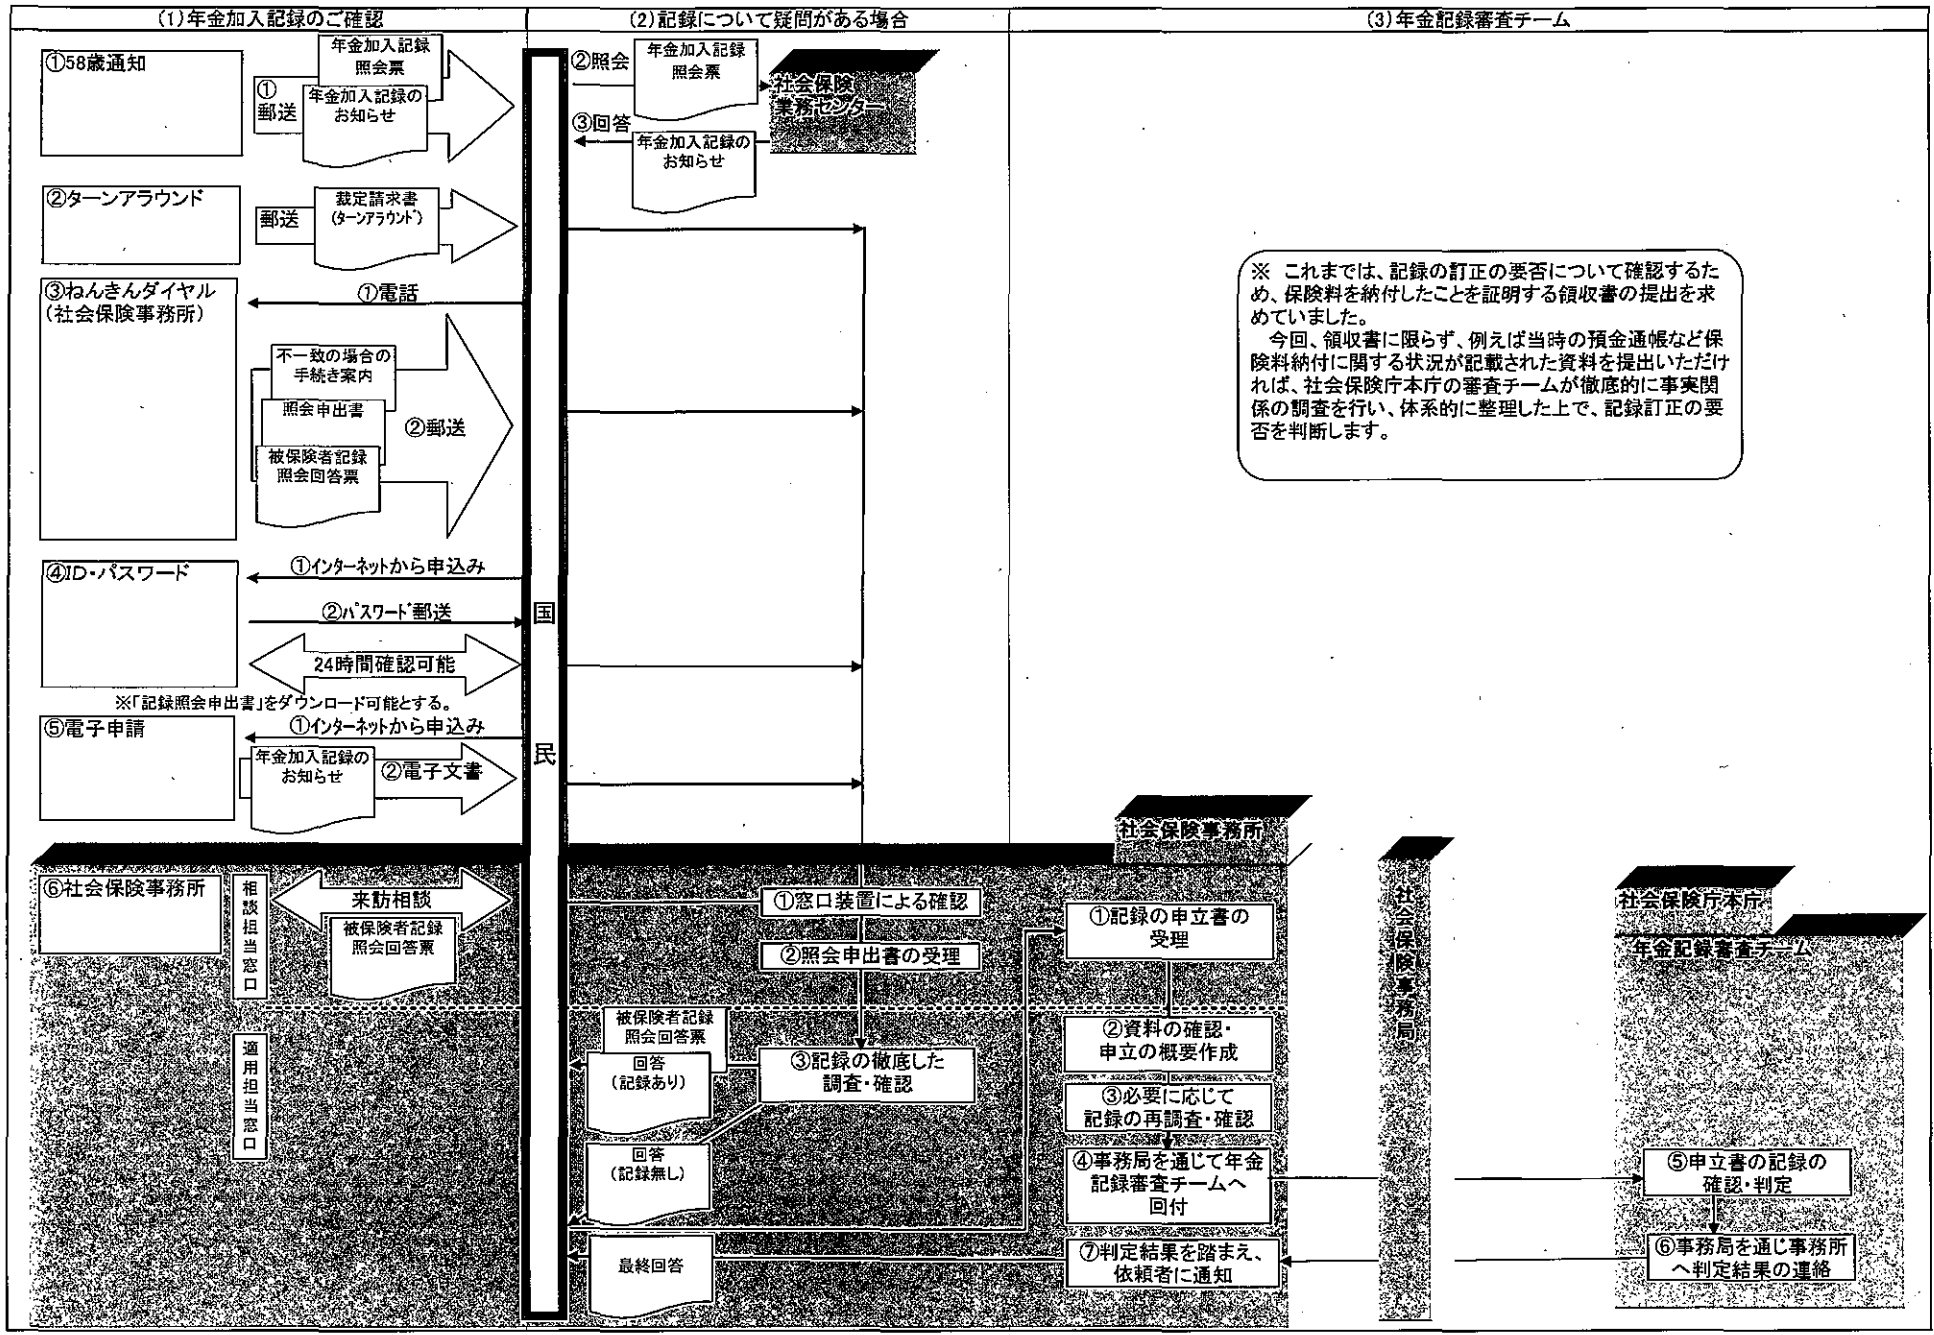 (1)年金加入記録のご確認
(2)記録について疑問がある場合
(3)年金記録審査チーム
①58歳通知
①
郵送
年金加入記録
照会票
年金加入記録の
お知らせ
②照会
年金加入記録
照会票
社会保険
業務センター
③回答
年金加入記録の
お知らせ
②ターンアラウンド
郵送
裁定請求書
(ターンアラウンド)
③ねんきんダイヤル
(社会保険事務所)
①電話
不一致の場合の
手続き案内
照会申出書
被保険者記録
照会回答票
②郵送
※ これまでは、記録の訂正の要否について確認するた
め、保険料を納付したことを証明する領収書の提出を求
めていました。
今回、領収書に限らず、例えば当時の預金通帳など保
険料納付に関する状況が記載された資料を提出いただけ
れば、社会保険庁本庁の審査チームが徹底的に事実関
係の調査を行い、体系的に整理した上で、記録訂正の要
否を判断します。
④ID・パスワード
①インターネットから申込み
②パスワード郵送
24時間確認可能
※「記録照会申出書」をダウンロード可能とする。
⑤電子申請
①インターネットから申込み
年金加入記録の
お知らせ
②電子文書
国
民
⑥社会保険事務所
相談担当窓口
来訪相談
被保険者記録
照会回答票
適用担当窓口
①窓口装置による確認
②照会申出書の受理
③記録の徹底した
調査・確認
被保険者記録
照会回答票
回答
(記録あり)
回答
(記録無し)
最終回答
社会保険事務所
①記録の申立書の
受理
②資料の確認・
申立の概要作成
③必要に応じて
記録の再調査・確認
④事務局を通じて年金
記録審査チームへ
回付
⑦判定結果を踏まえ、
依頼者に通知
社会保険事務局
社会保険庁本庁
年金記録審査チーム
⑤申立書の記録の
確認・判定
⑥事務局を通じ事務所
へ判定結果の連絡